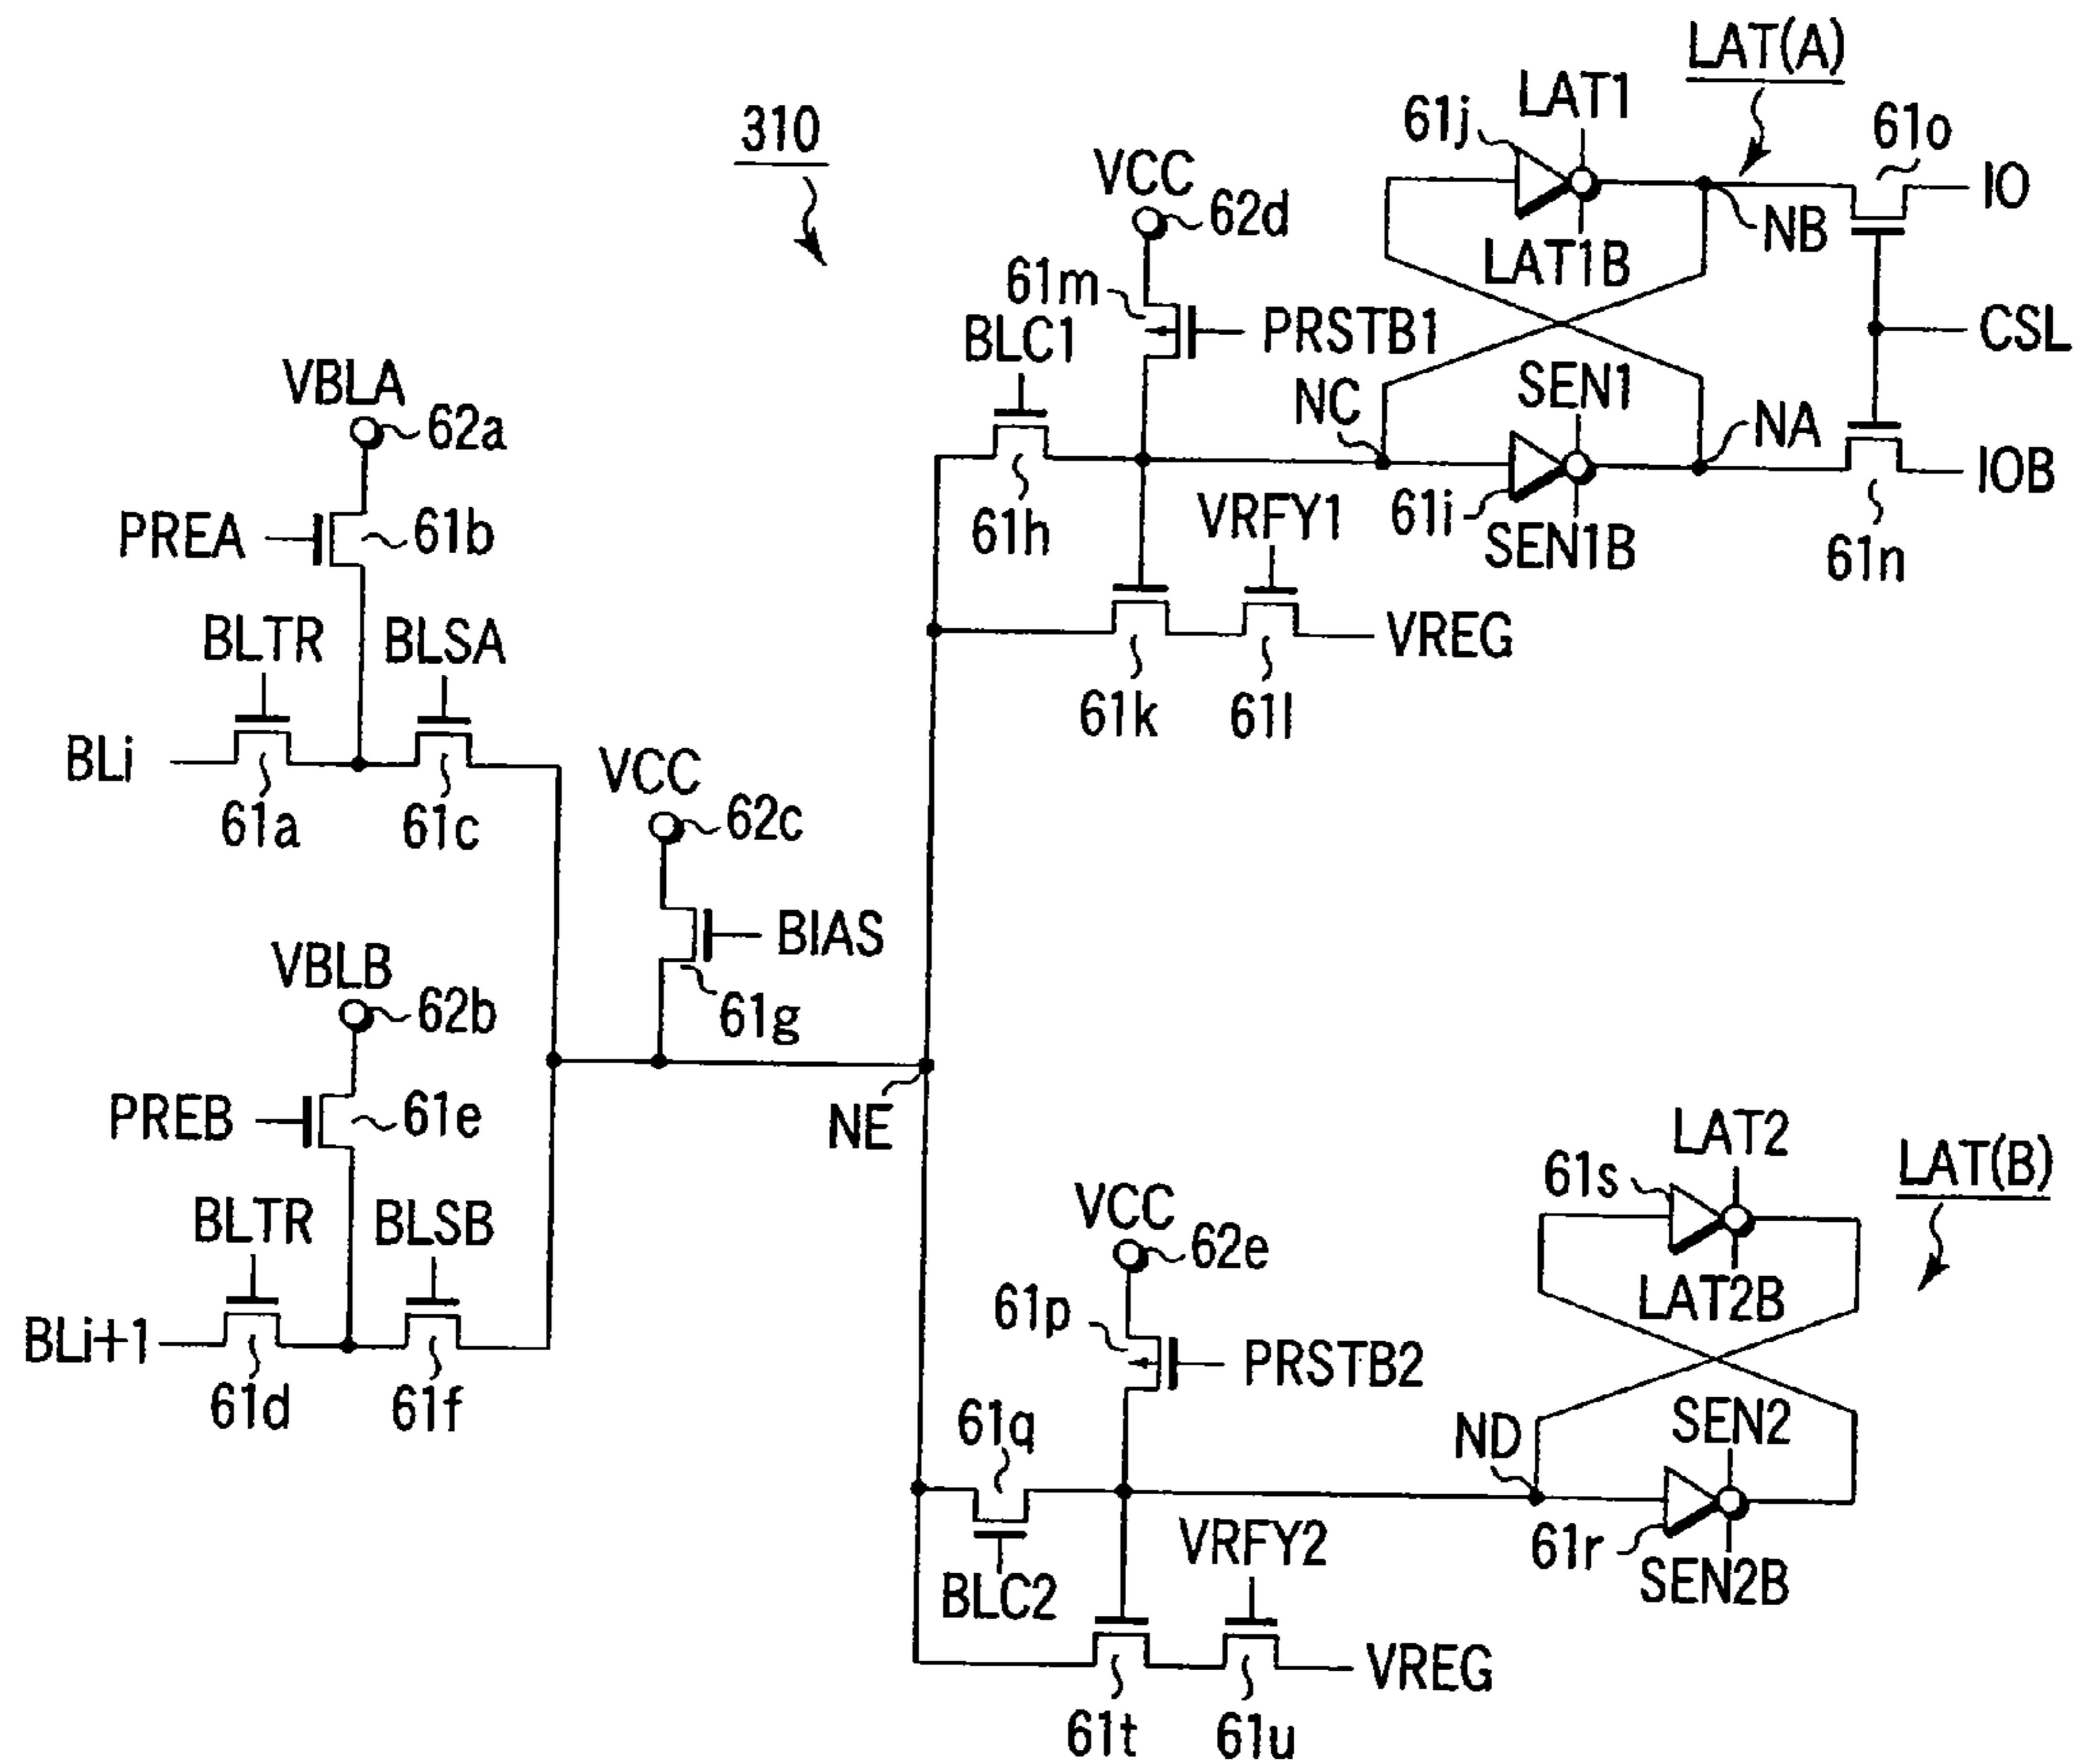 310
LAT(A)
LAT1
61j
61o
IO
VCC
62d
LAT1B
NB
61m
BLC1
PRSTB1
CSL
NC
SEN1
NA
VBLA
62a
61h
VRFY1
61i
SEN1B
IOB
61n
PREA
61b
BLTR
BLSA
VREG
61k
61l
BLi
61a
61c
VCC
62c
BIAS
61g
VBLB
62b
PREB
61e
NE
BLTR
BLSB
BLi+1
61d
61f
LAT2
61s
LAT(B)
VCC
62e
LAT2B
61p
PRSTB2
61q
ND
SEN2
BLC2
VRFY2
61r
SEN2B
VREG
61t
61u